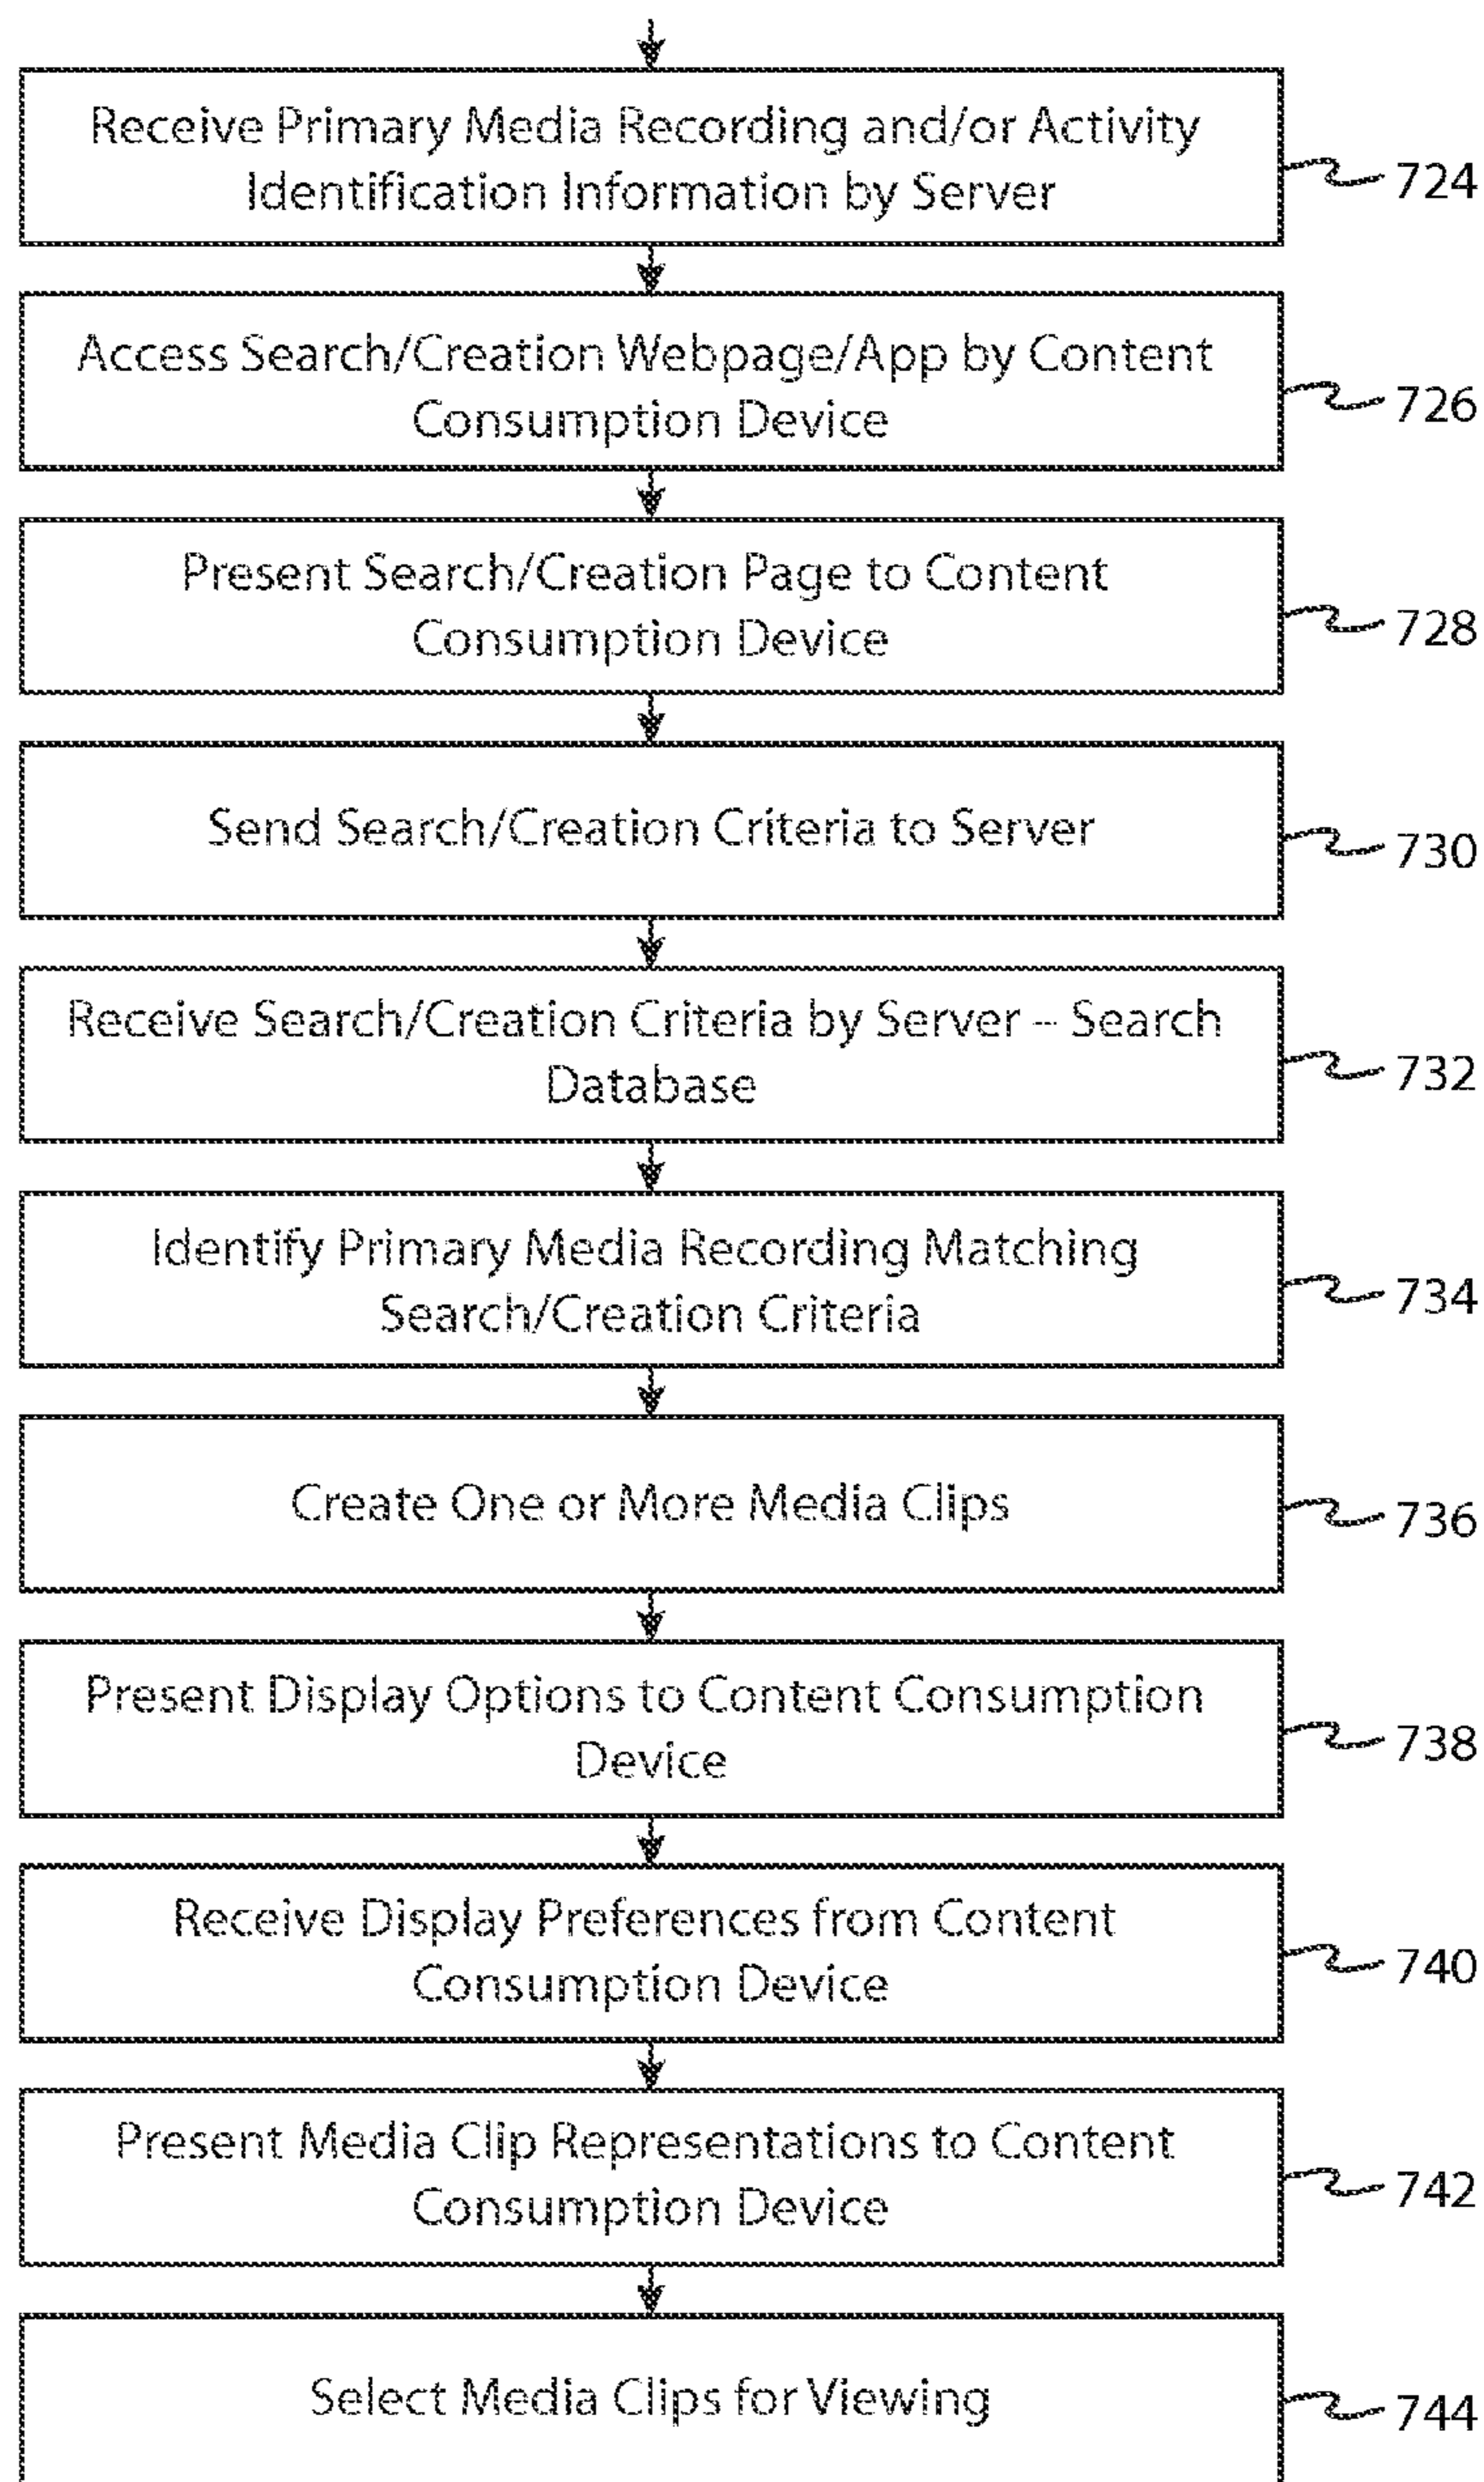 Receive Primary Media Recording and/or Activity
Identification Information by Server
724
Access Search/Creation Webpage/App by Content
Consumption Device
726
Present Search/Creation Page to Content
Consumption Device
728
Send Search/Creation Criteria to Server
730
Receive Search/Creation Criteria by Server – Search
Database
732
Identify Primary Media Recording Matching
Search/Creation Criteria
734
Create One or More Media Clips
736
Present Display Options to Content Consumption
Device
738
Receive Display Preferences from Content
Consumption Device
740
Present Media Clip Representations to Content
Consumption Device
742
Select Media Clips for Viewing
744